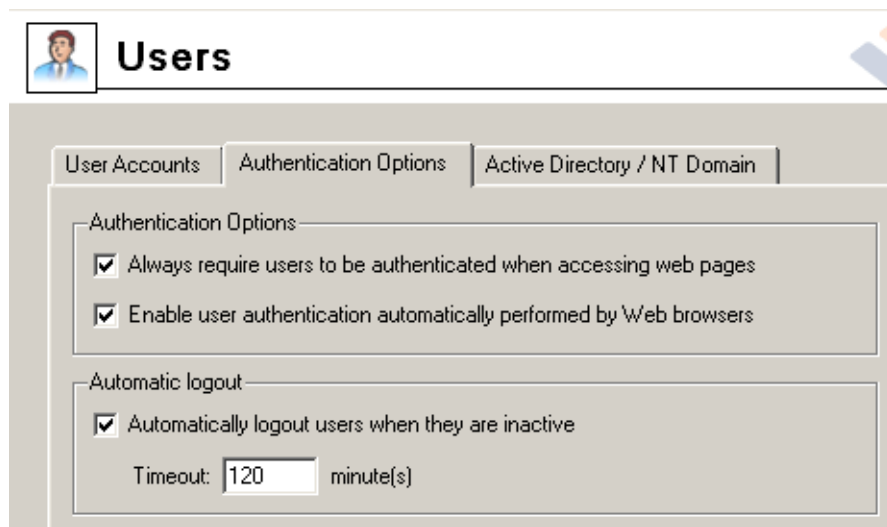 Users
User Accounts Authentication Options Active Directory / NT Domain
Authentication Options
Always require users to be authenticated when accessing web pages
Enable user authentication automatically performed by Web browsers
Automatic logout
Automatically logout users when they are inactive
Timeout: 120 minute(s)